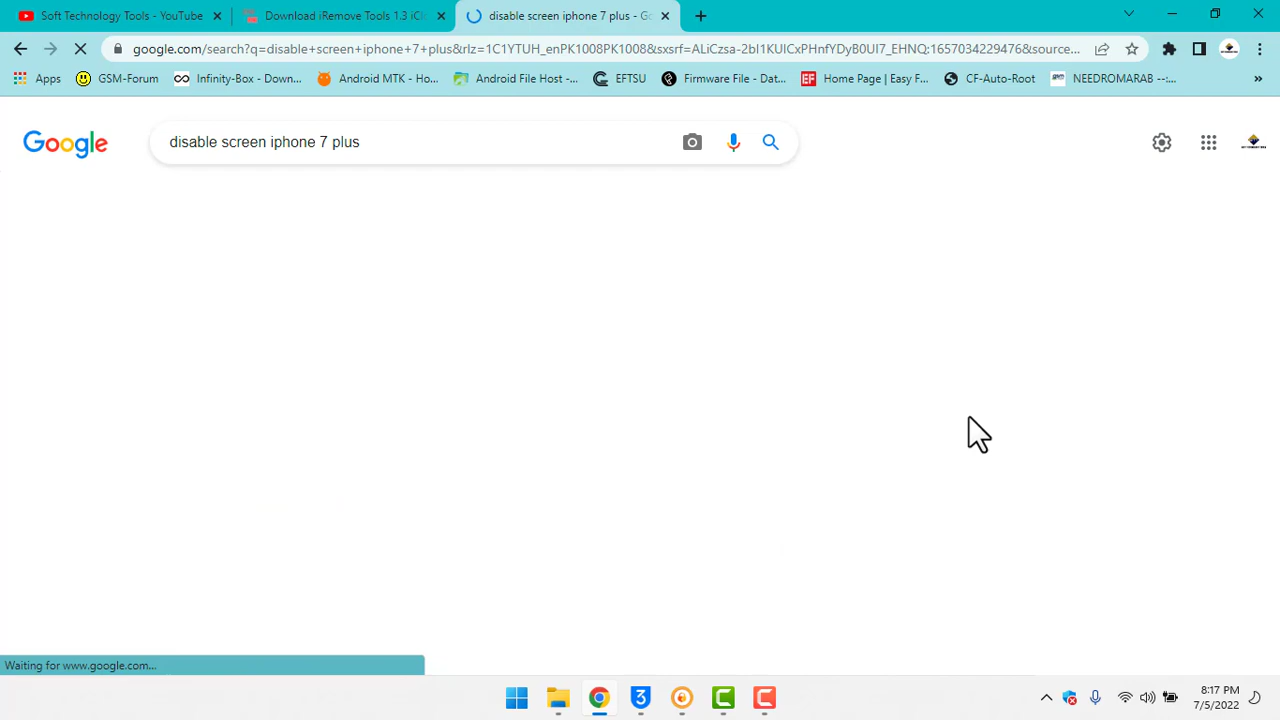 Soft Technology Tools - YouTube
Download iRemove Tools 1.3 iCh
disable screen iphone 7 plus - Go
google.com/search?q=disable+screen+iphone+7+plus&rlz=1C1YTUH_enPK1008PK1008&sxsrf=ALiCzsa-2bI1KUlCxPHnfYDyB0UI7_EHNQ:1657034229476&source...
Apps
GSM-Forum
Infinity-Box - Down...
Android MTK - Ho...
Android File Host -...
EFTSU
Firmware File - Dat...
Home Page | Easy F...
CF-Auto-Root
NEEDROMARAB --:...
Google
disable screen iphone 7 plus
Waiting for www.google.com...
8:17 PM
7/5/2022